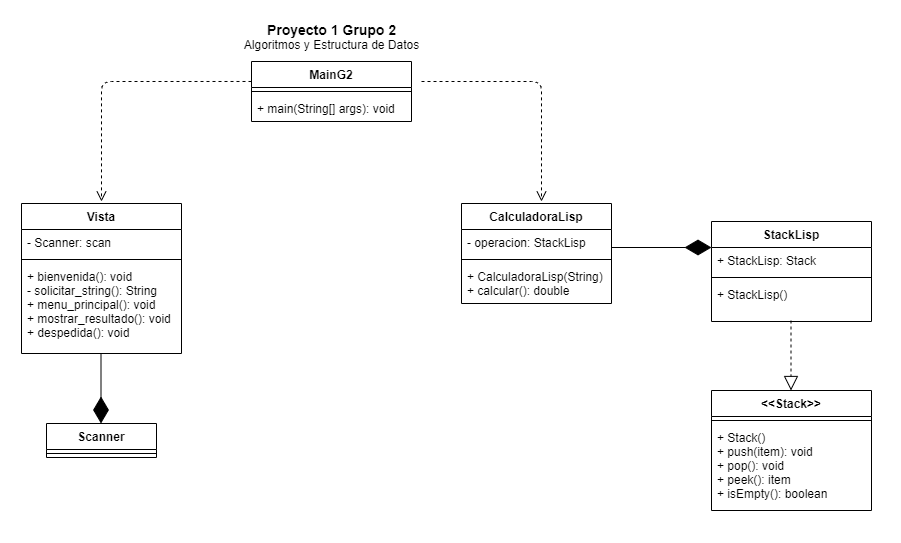 Proyecto 1 Grupo 2
Algoritmos y Estructura de Datos
MainG2
+ main(String[] args): void
Vista
- Scanner: scan
+ bienvenida(): void
- solicitar_string(): String
+ menu_principal(): void
+ mostrar_resultado(): void
+ despedida(): void
Scanner
CalculadoraLisp
- operacion: StackLisp
+ CalculadoraLisp(String)
+ calcular(): double
StackLisp
+ StackLisp: Stack
+ StackLisp()
<<Stack>>
+ Stack()
+ push(item): void
+ pop(): void
+ peek(): item
+ isEmpty(): boolean